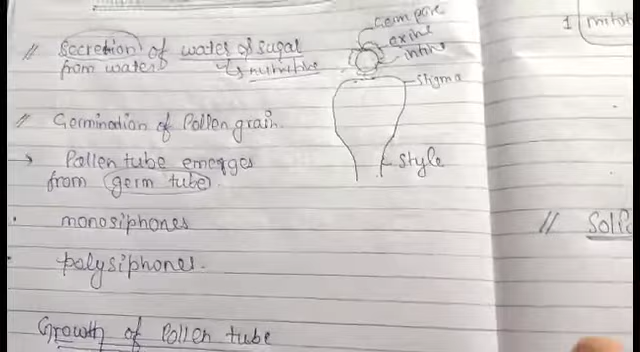 Germ pore
exine
intine
Stigma
style
// Secretion of water & sugar
from water
↳ nutritive
// Germination of Pollen grain.
→ Pollen tube emerges
from germ tube
• monosiphones
• polysiphones.
Growth of Pollen tube
1
// Solid